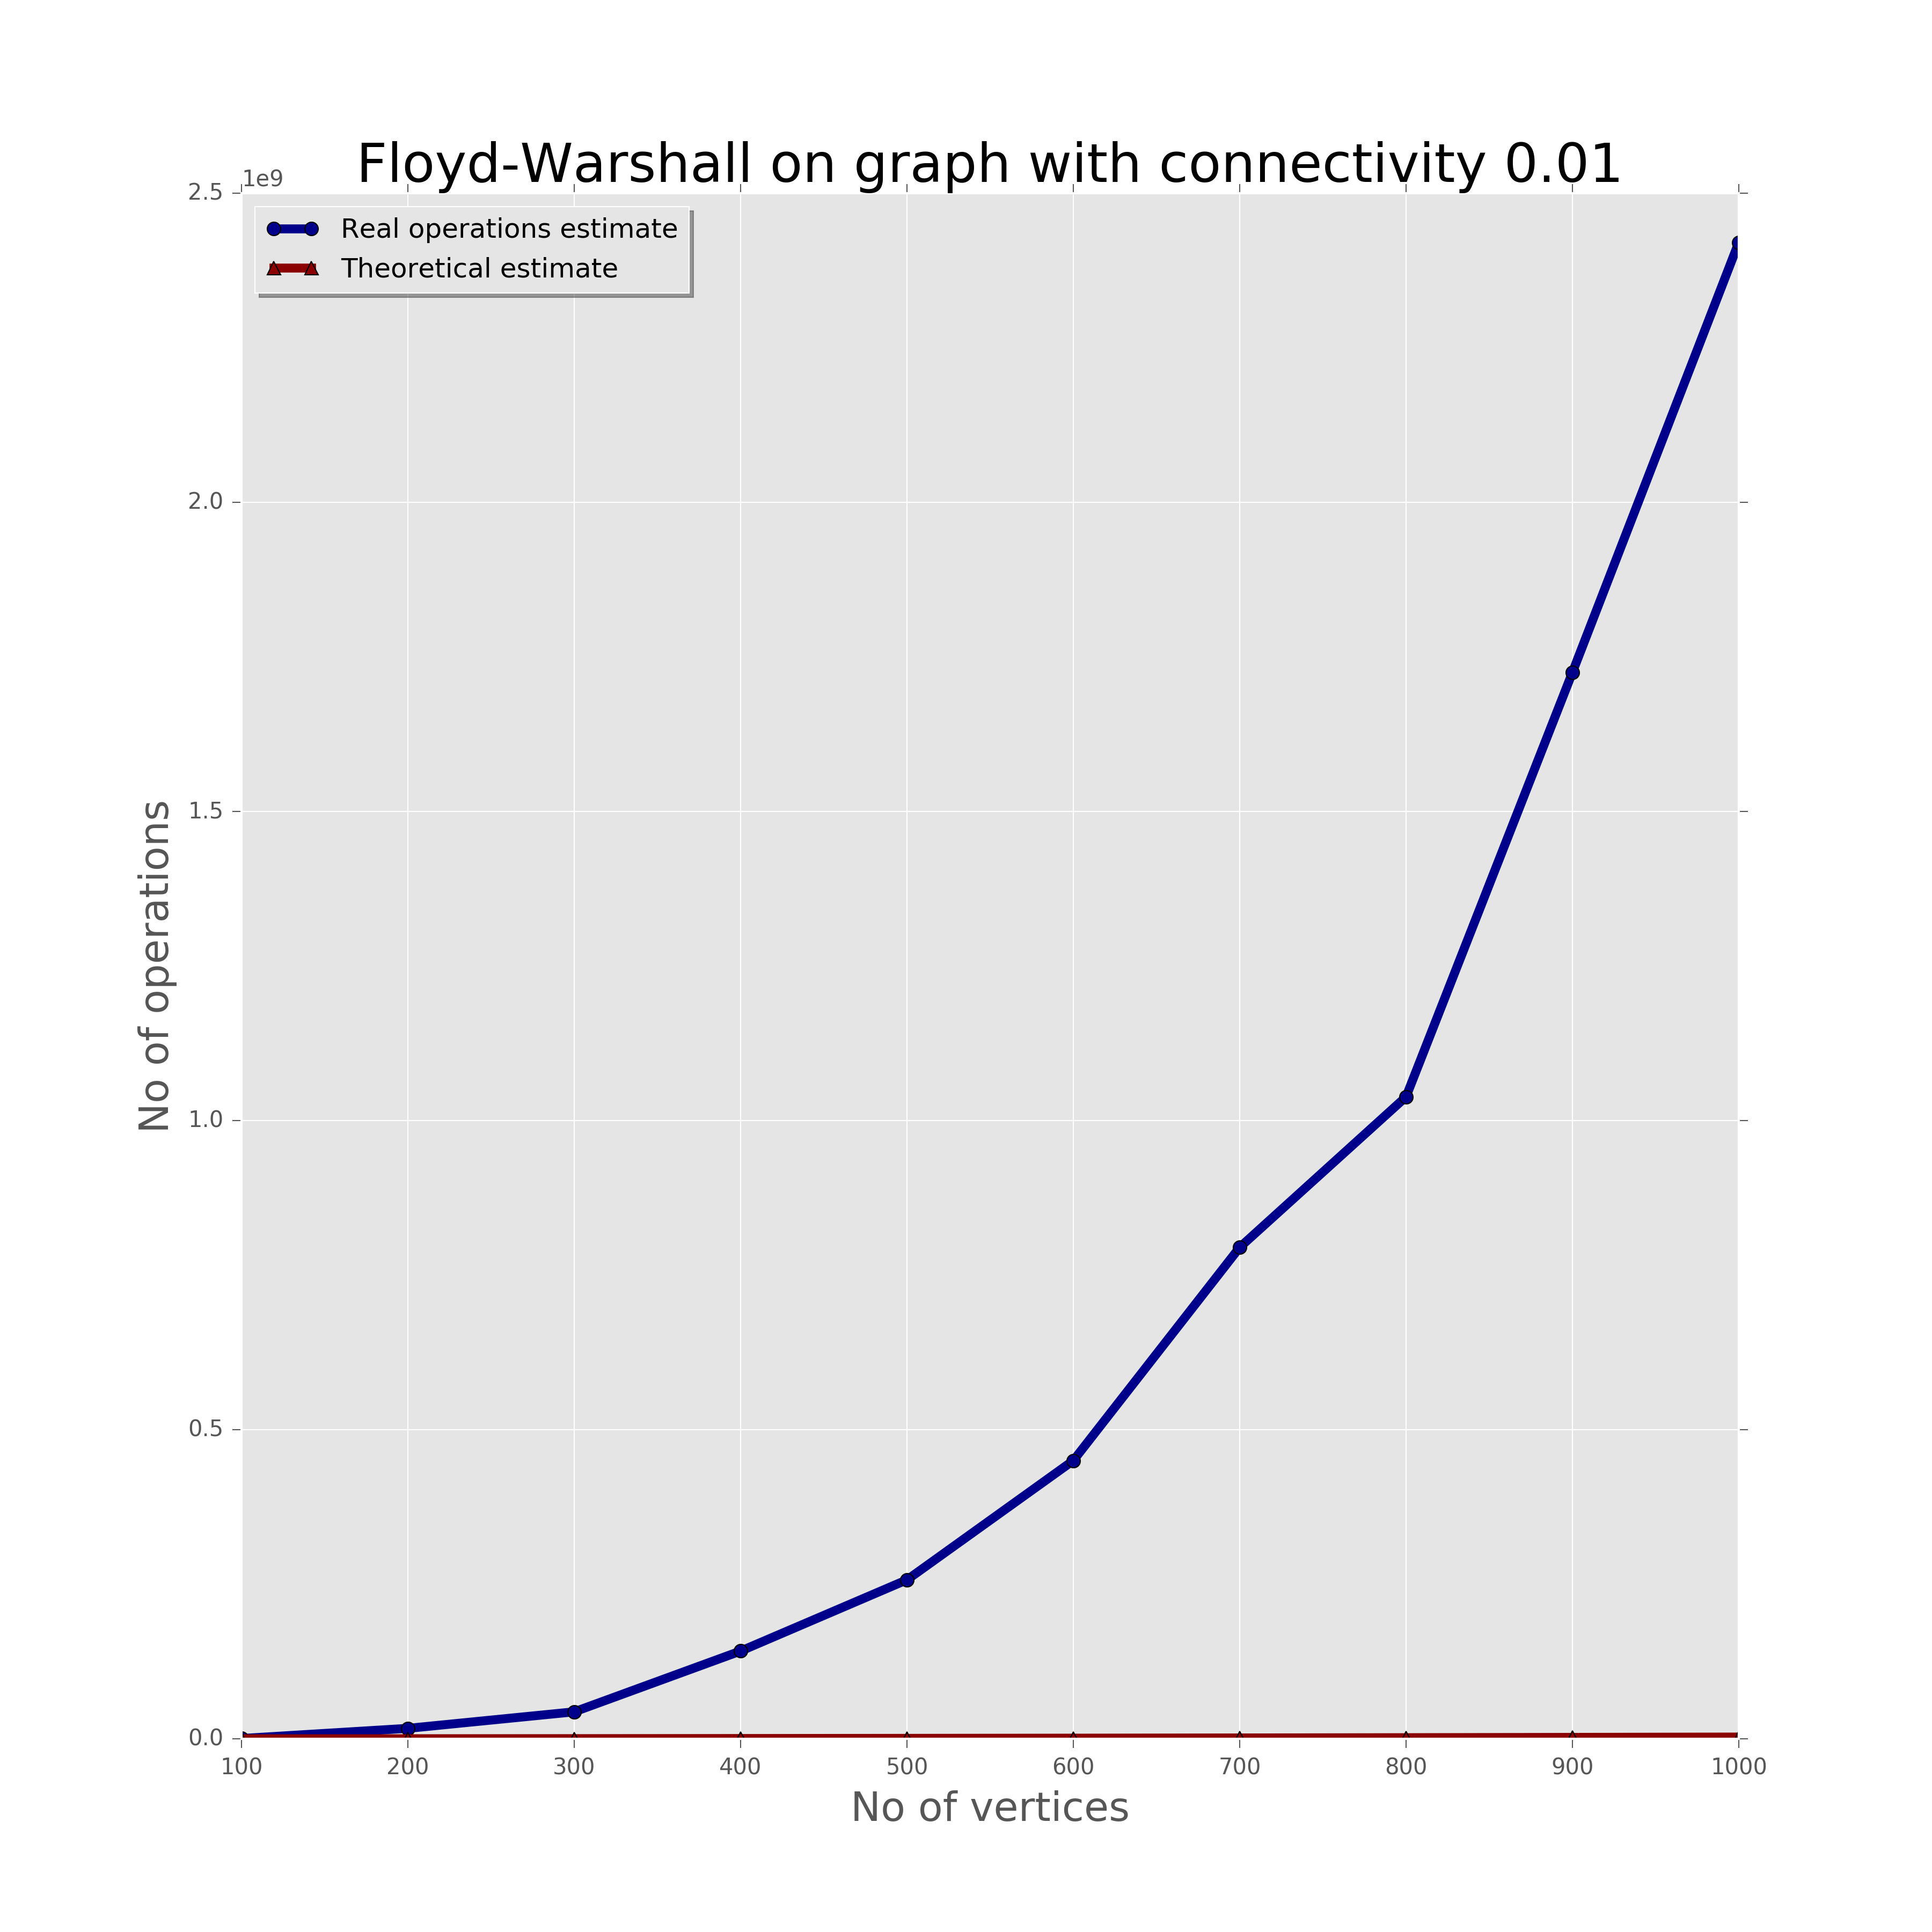 Floyd-Warshall on graph with connectivity 0.01
1e9
2.5
Real operations estimate
Theoretical estimate
2.0
1.5
1.0
0.5
0.0
No of operations
100 200 300 400 500 600 700 800 900 1000
No of vertices